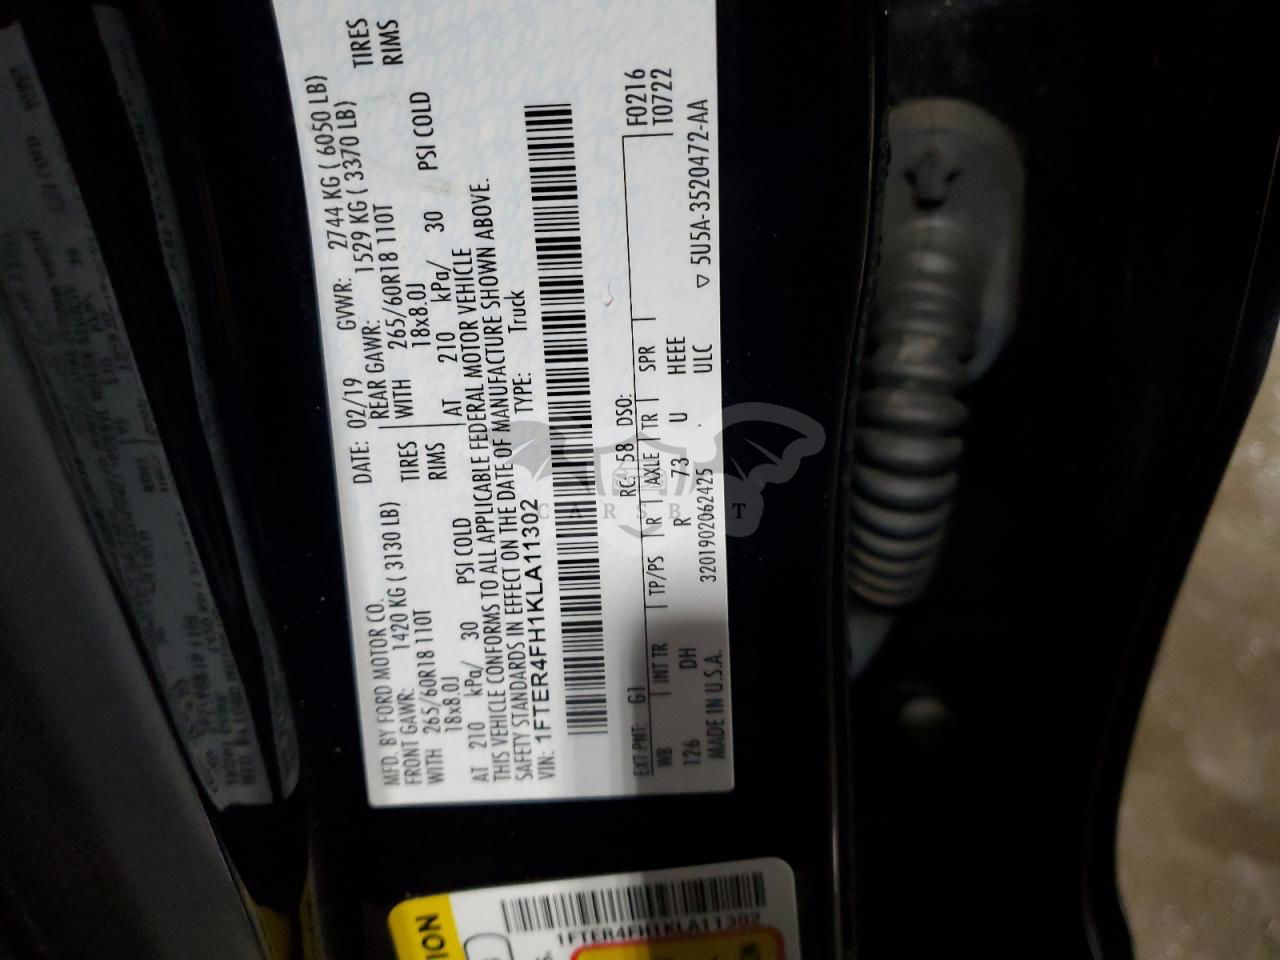 MFD. BY FORD MOTOR CO.
DATE: 02/19 GVWR: 2744 KG ( 6050 LB)
FRONT GAWR: 1420 KG ( 3130 LB)
REAR GAWR: 1529 KG ( 3370 LB)
WITH 265/60R18 110T TIRES
WITH 265/60R18 110T TIRES
18x8.0J RIMS
18x8.0J RIMS
AT 210 kPa/ 30 PSI COLD
AT 210 kPa/ 30 PSI COLD
THIS VEHICLE CONFORMS TO ALL APPLICABLE FEDERAL MOTOR VEHICLE
SAFETY STANDARDS IN EFFECT ON THE DATE OF MANUFACTURE SHOWN ABOVE.
VIN: 1FTER4FH1KLA11302 TYPE: Truck
EXT PNT: G1 RC: 58 DSO: F0216
WB INT TR TP/PS R AXLE TR SPR T0722
126 DH R 73 U HEEE
MADE IN U.S.A. 3201902062425 ULC ▽ 5U5A-3520472-AA
CARSBAT
1FTER4FH1KLA11302